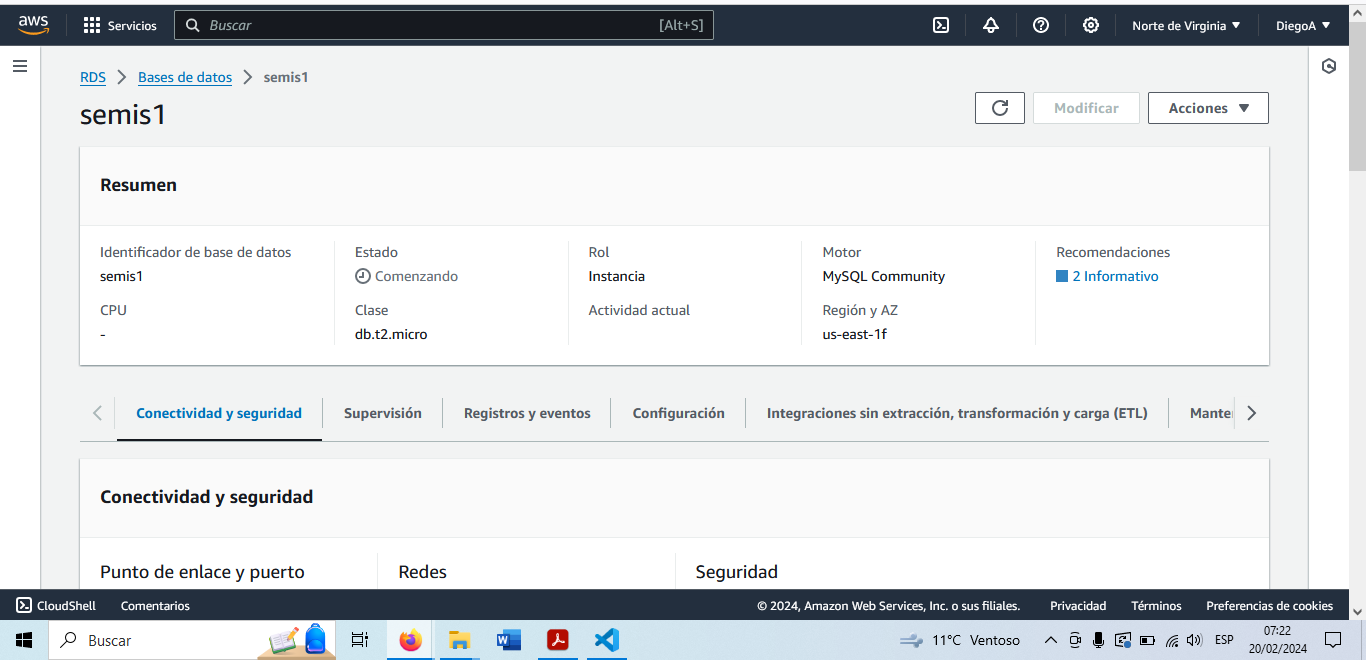 aws Servicios Buscar [Alt+S] Norte de Virginia DiegoA
RDS Bases de datos semis1
semis1
Modificar Acciones
Resumen
Identificador de base de datos Estado Rol Motor Recomendaciones
semis1 Comenzando Instancia MySQL Community 2 Informativo
CPU Clase Actividad actual Región y AZ
- db.t2.micro us-east-1f
Conectividad y seguridad Supervisión Registros y eventos Configuración Integraciones sin extracción, transformación y carga (ETL) Mante
Conectividad y seguridad
Punto de enlace y puerto Redes Seguridad
CloudShell Comentarios © 2024, Amazon Web Services, Inc. o sus filiales. Privacidad Términos Preferencias de cookies
Buscar 11°C Ventoso ESP 07:22
20/02/2024